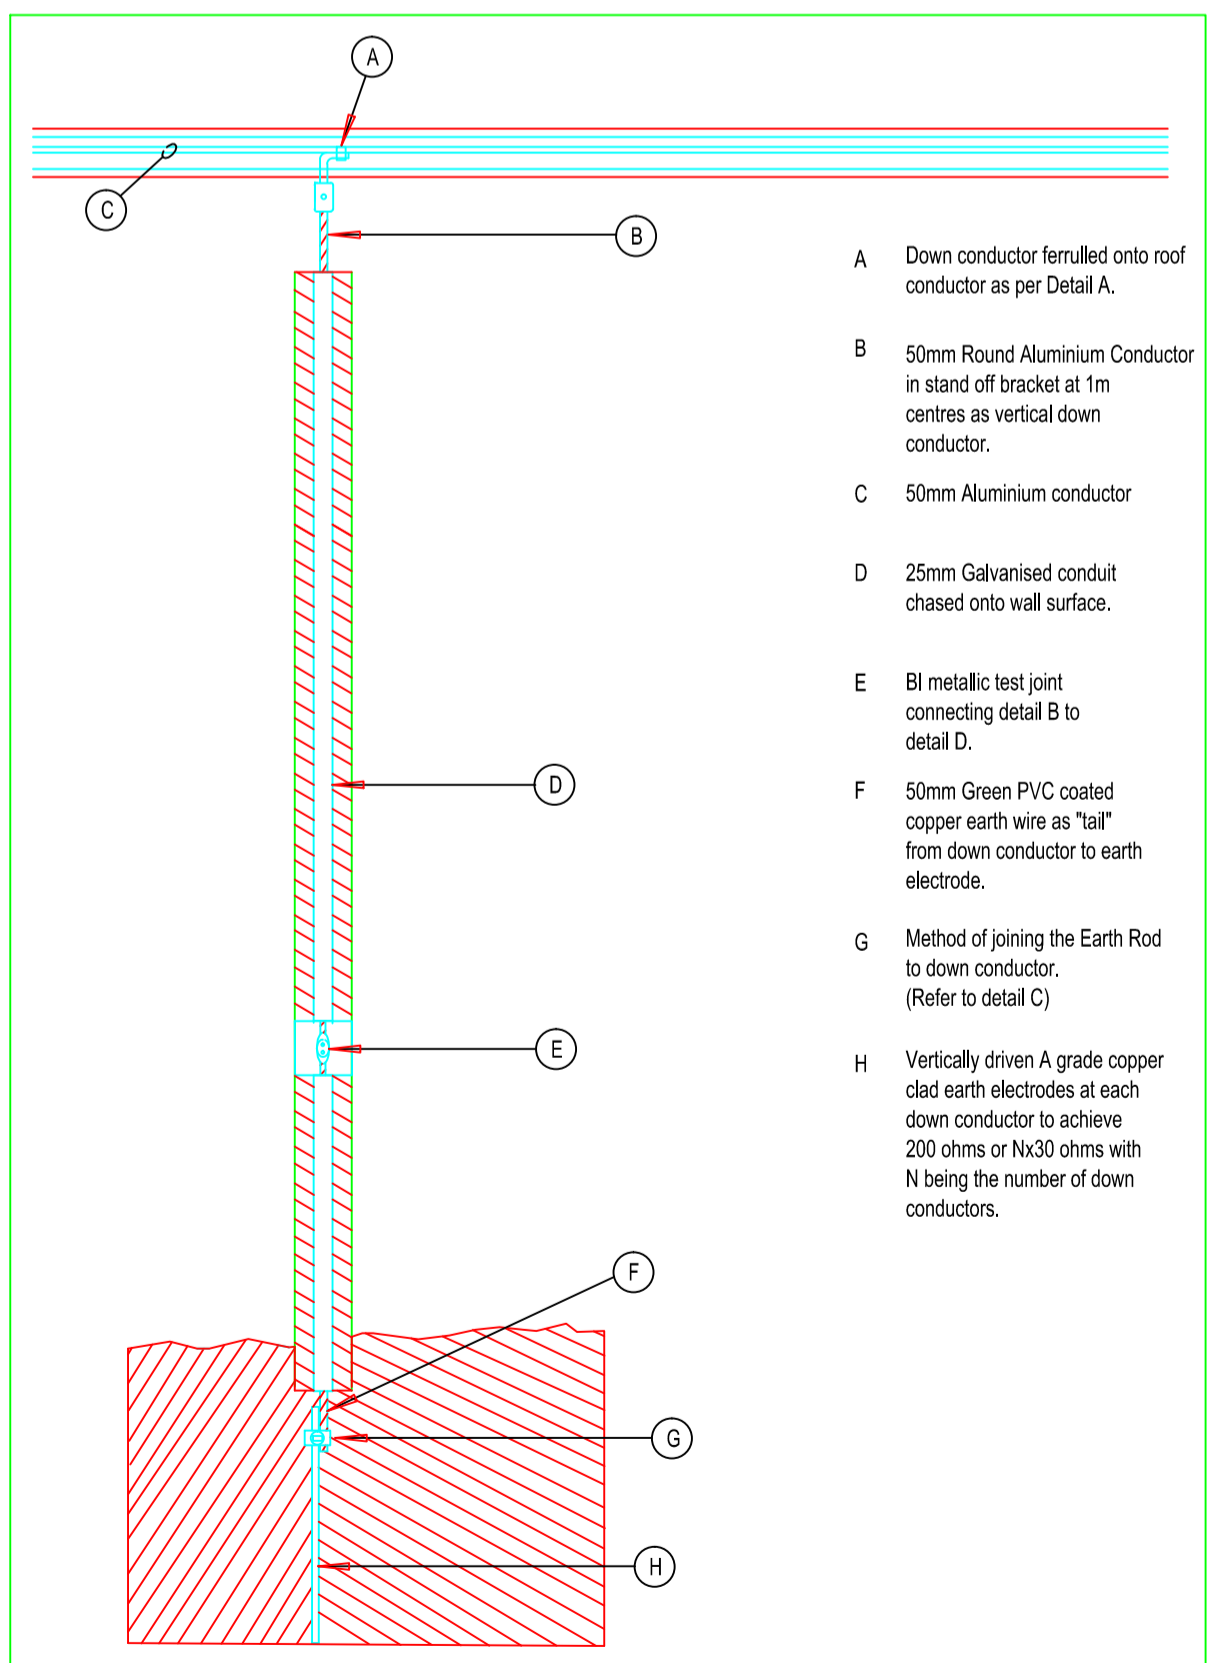 A
C
B
D
E
F
G
H
A Down conductor ferrulled onto roof
conductor as per Detail A.
B 50mm Round Aluminium Conductor
in stand off bracket at 1m
centres as vertical down
conductor.
C 50mm Aluminium conductor
D 25mm Galvanised conduit
chased onto wall surface.
E BI metallic test joint
connecting detail B to
detail D.
F 50mm Green PVC coated
copper earth wire as "tail"
from down conductor to earth
electrode.
G Method of joining the Earth Rod
to down conductor.
(Refer to detail C)
H Vertically driven A grade copper
clad earth electrodes at each
down conductor to achieve
200 ohms or Nx30 ohms with
N being the number of down
conductors.